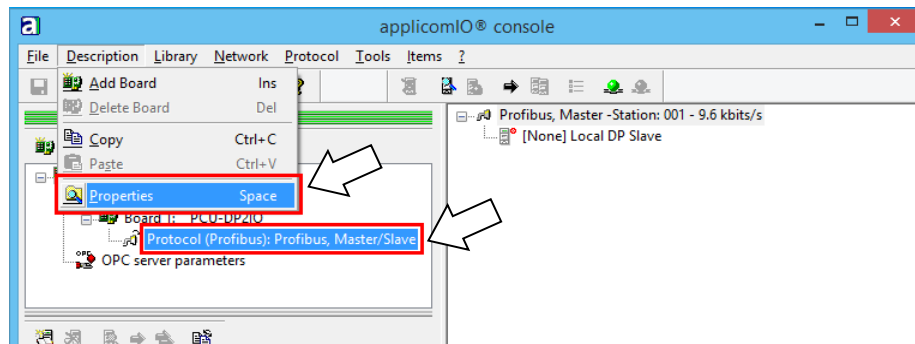 a applicomIO® console
File Description Library Network Protocol Tools Items ?
Add Board Ins
Delete Board Del
Copy Ctrl+C
Paste Ctrl+V
Properties Space
Board 1: PCU-DP2IO
Protocol (Profibus): Profibus, Master/Slave
OPC server parameters
Profibus, Master -Station: 001 - 9.6 kbits/s
[None] Local DP Slave